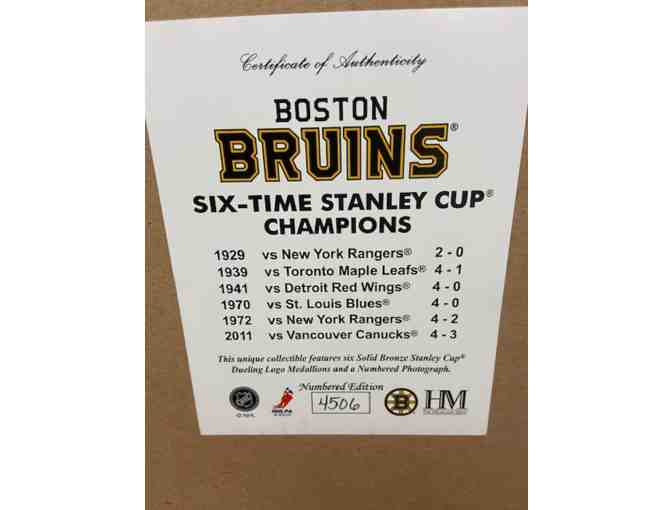 Certificate of Authenticity
BOSTON
BRUINS®
SIX-TIME STANLEY CUP®
CHAMPIONS
1929 vs New York Rangers® 2 - 0
1939 vs Toronto Maple Leafs® 4 - 1
1941 vs Detroit Red Wings® 4 - 0
1970 vs St. Louis Blues® 4 - 0
1972 vs New York Rangers® 4 - 2
2011 vs Vancouver Canucks® 4 - 3
This unique collectible features six Solid Bronze Stanley Cup®
Dueling Logo Medallions and a Numbered Photograph.
Numbered Edition
4506
NHL
© NHL
NHLPA
B
HM